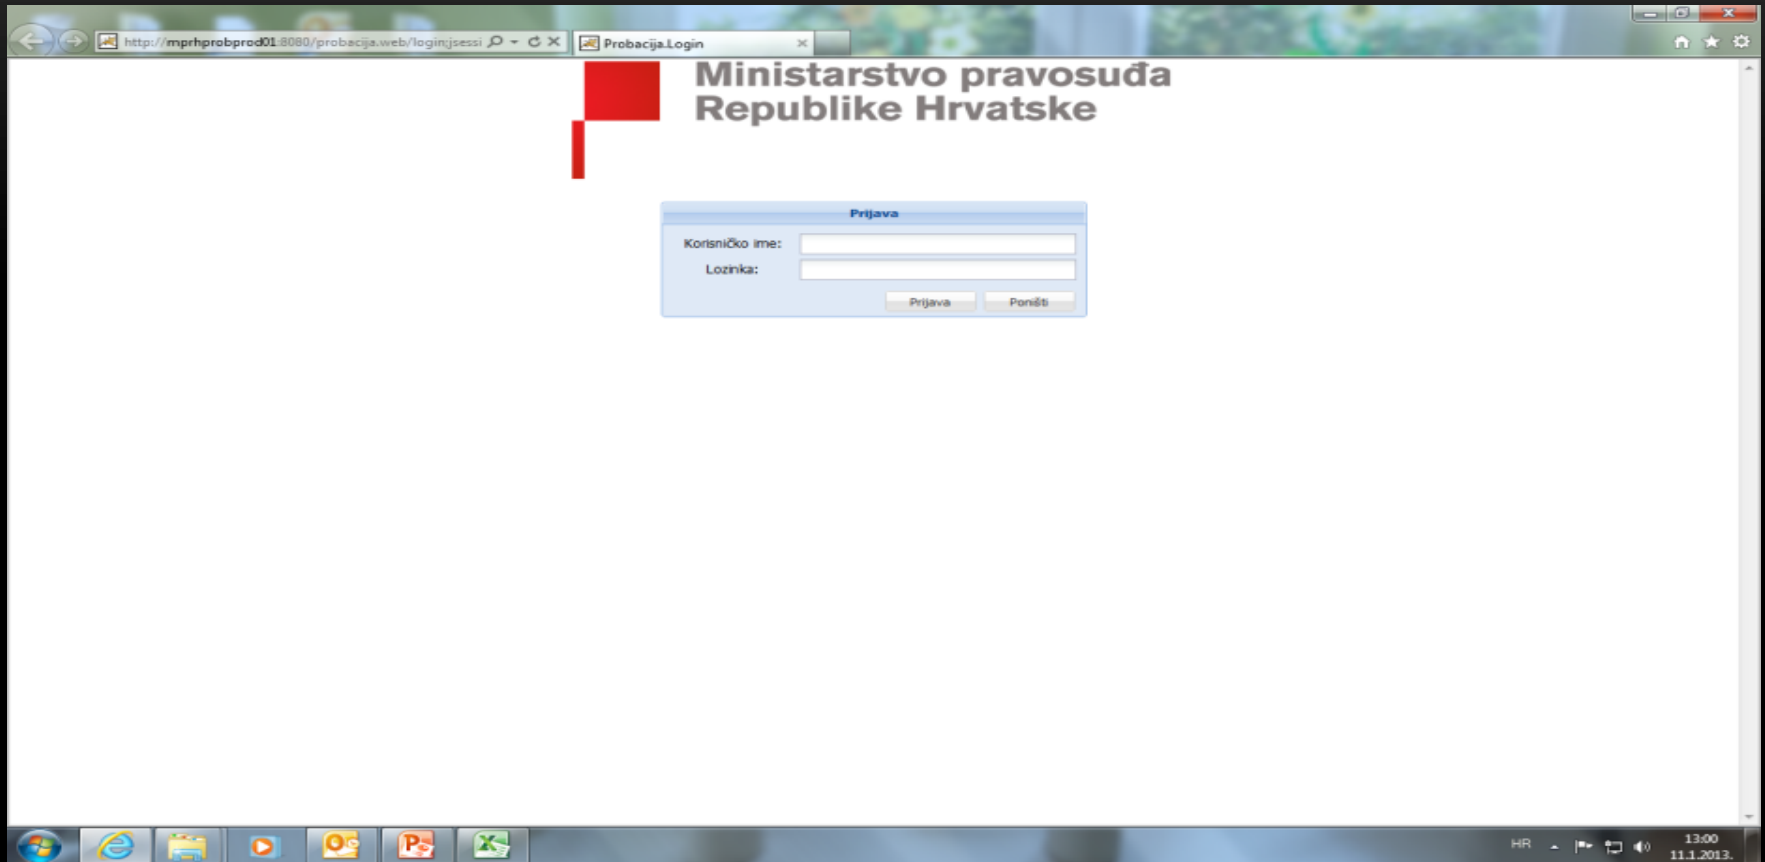 http://mprhprobprod01:8080/probacija.web/login;jsessi
Probacija.Login
Ministarstvo pravosuđa
Republike Hrvatske
Prijava
Korisničko ime:
Lozinka:
Prijava Poništi
HR
13:00
11.1.2013.